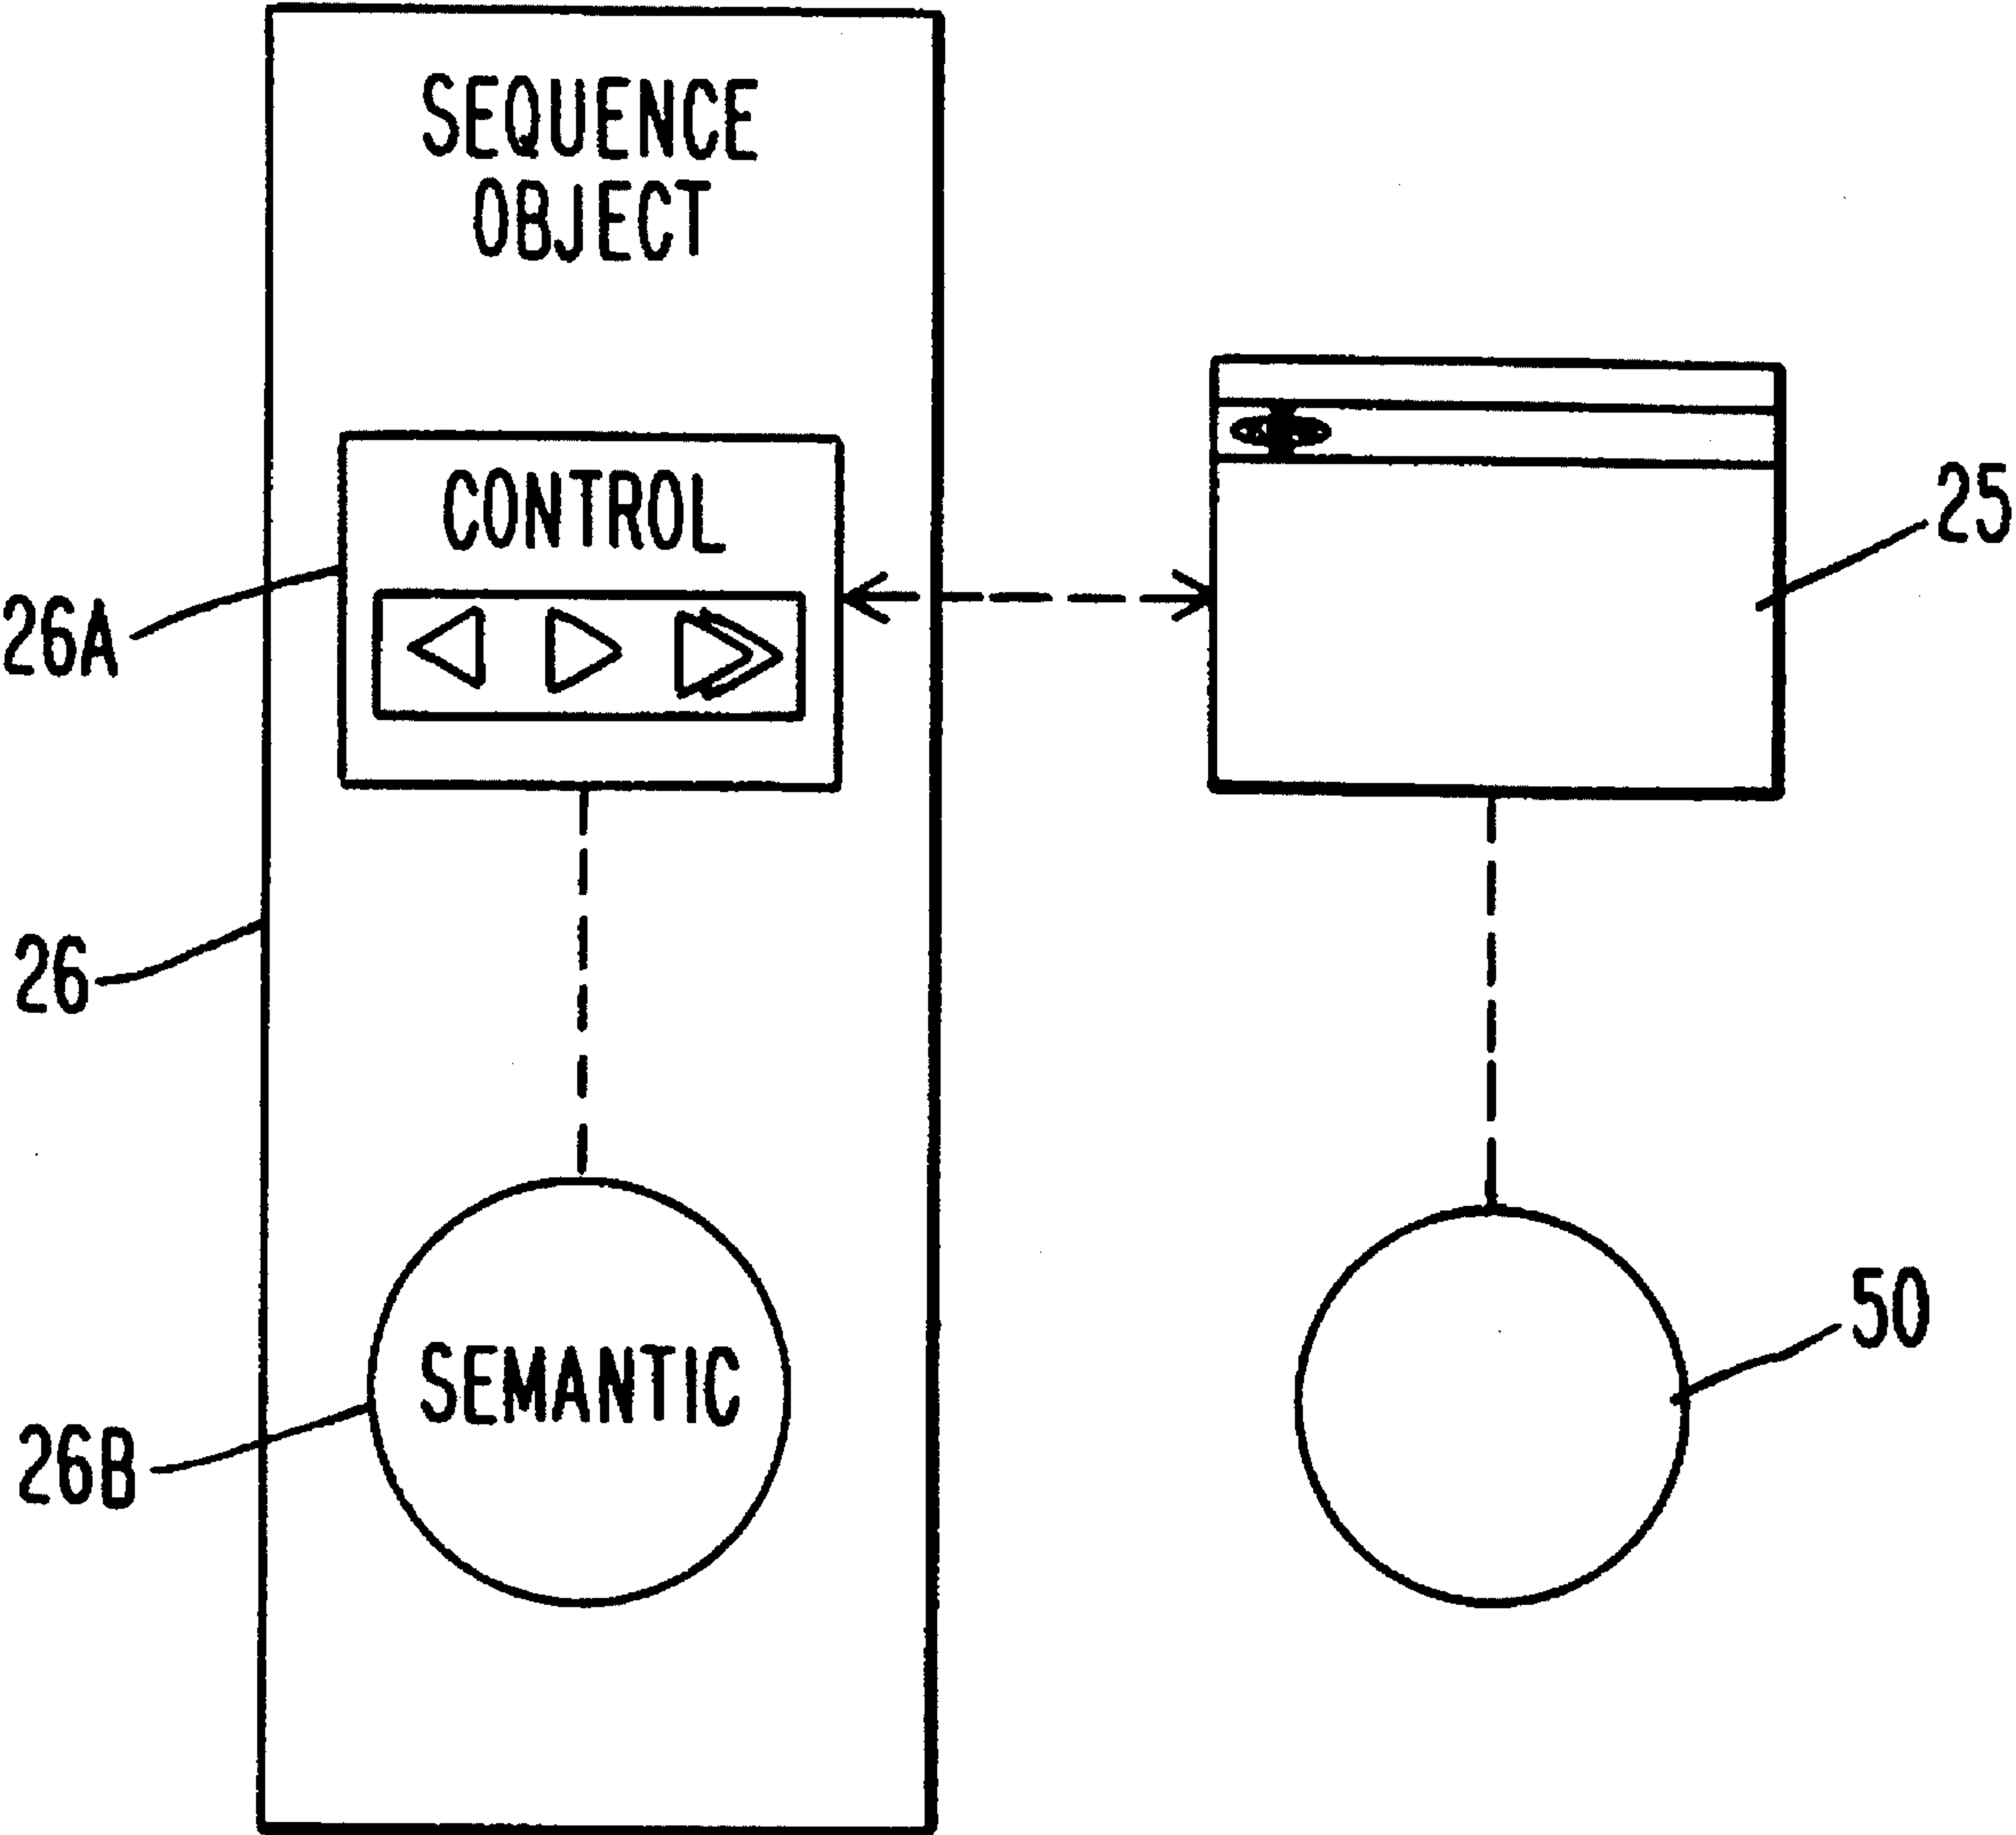 SEQUENCE
OBJECT
CONTROL
25
26A
26
50
SEMANTIC
26B